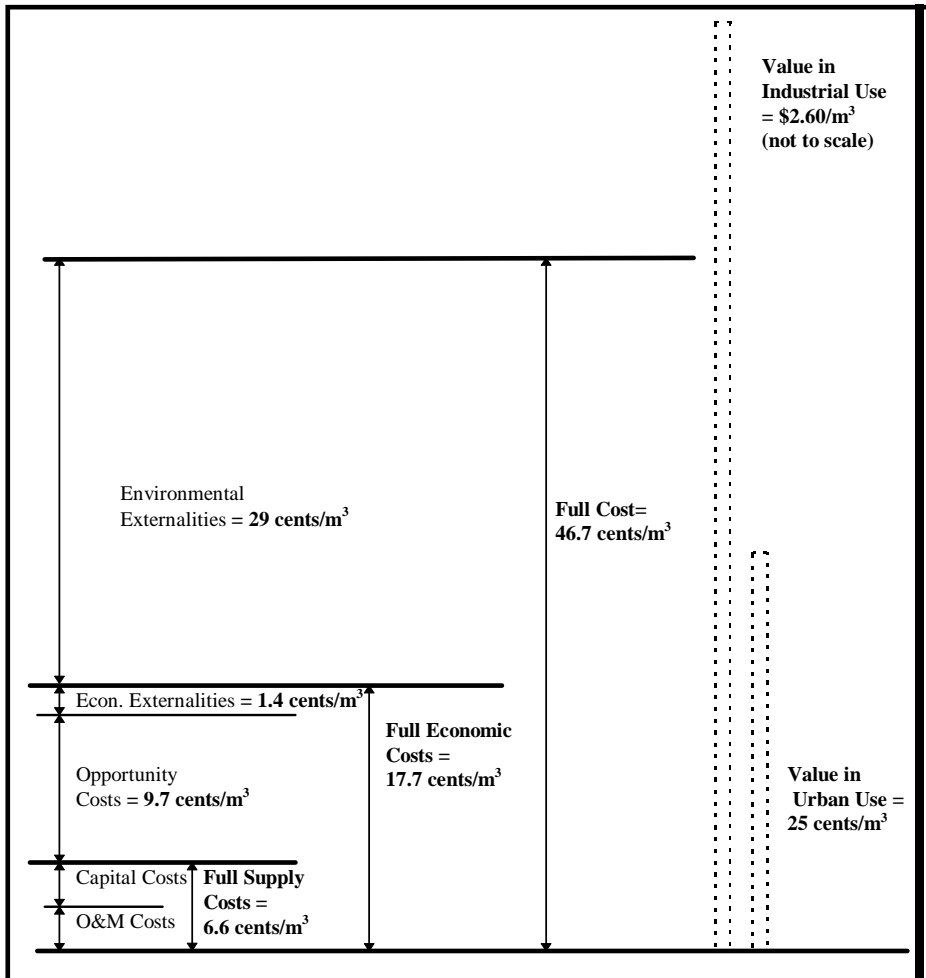 Value in
Industrial Use
= $2.60/m³
(not to scale)
Environmental
Externalities = 29 cents/m³
Full Cost=
46.7 cents/m³
Econ. Externalities = 1.4 cents/m³
Full Economic
Costs =
17.7 cents/m³
Opportunity
Costs = 9.7 cents/m³
Value in
Urban Use =
25 cents/m³
Capital Costs
Full Supply
Costs =
6.6 cents/m³
O&M Costs